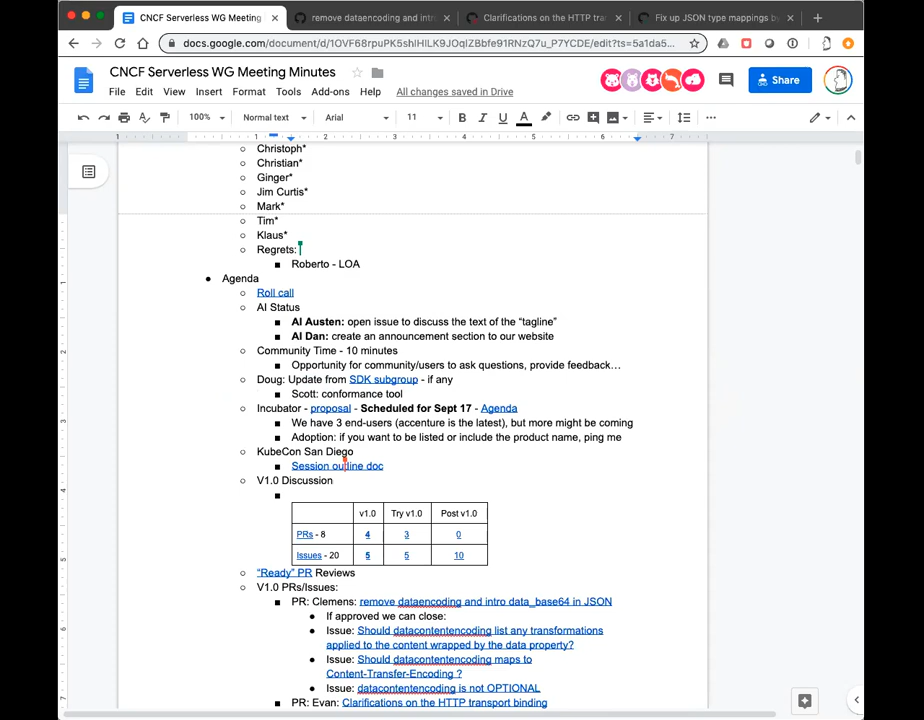 CNCF Serverless WG Meeting
remove dataencoding and intr
Clarifications on the HTTP tra
Fix up JSON type mappings by
docs.google.com/document/d/1OVF68rpuPK5shIHILK9JOqlZBbfe91RNzQ7u_P7YCDE/edit?ts=5a1da5...
CNCF Serverless WG Meeting Minutes
File Edit View Insert Format Tools Add-ons Help All changes saved in Drive
Share
100% Normal text Arial 11
Christoph*
Christian*
Ginger*
Jim Curtis*
Mark*
Tim*
Klaus*
Regrets:
Roberto - LOA
Agenda
Roll call
AI Status
AI Austen: open issue to discuss the text of the “tagline”
AI Dan: create an announcement section to our website
Community Time - 10 minutes
Opportunity for community/users to ask questions, provide feedback…
Doug: Update from SDK subgroup - if any
Scott: conformance tool
Incubator - proposal - Scheduled for Sept 17 - Agenda
We have 3 end-users (accenture is the latest), but more might be coming
Adoption: if you want to be listed or include the product name, ping me
KubeCon San Diego
Session outline doc
V1.0 Discussion
v1.0 Try v1.0 Post v1.0
PRs - 8 4 3 0
Issues - 20 5 5 10
“Ready” PR Reviews
V1.0 PRs/Issues:
PR: Clemens: remove dataencoding and intro data_base64 in JSON
If approved we can close:
Issue: Should datacontentencoding list any transformations
applied to the content wrapped by the data property?
Issue: Should datacontentencoding maps to
Content-Transfer-Encoding ?
Issue: datacontentencoding is not OPTIONAL
PR: Evan: Clarifications on the HTTP transport binding